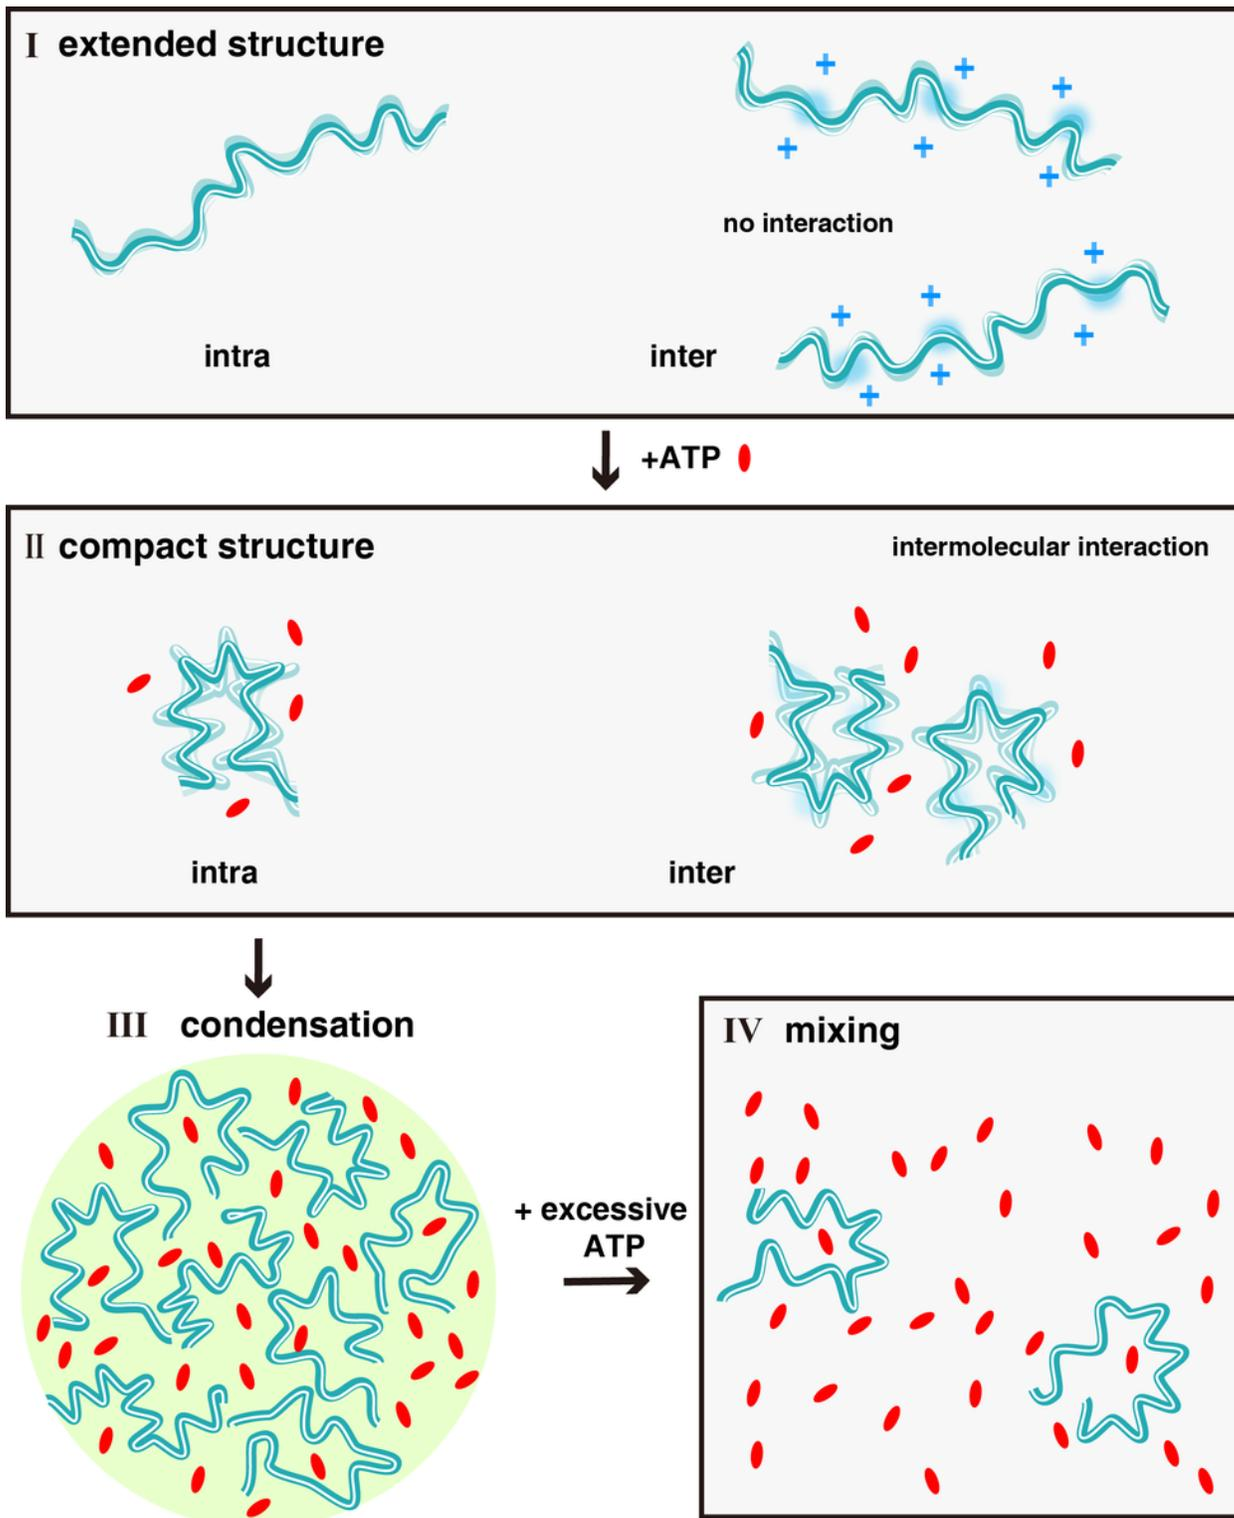 I extended structure
no interaction
intra
inter
+ATP
II compact structure
intermolecular interaction
intra
inter
III condensation
IV mixing
+ excessive
ATP